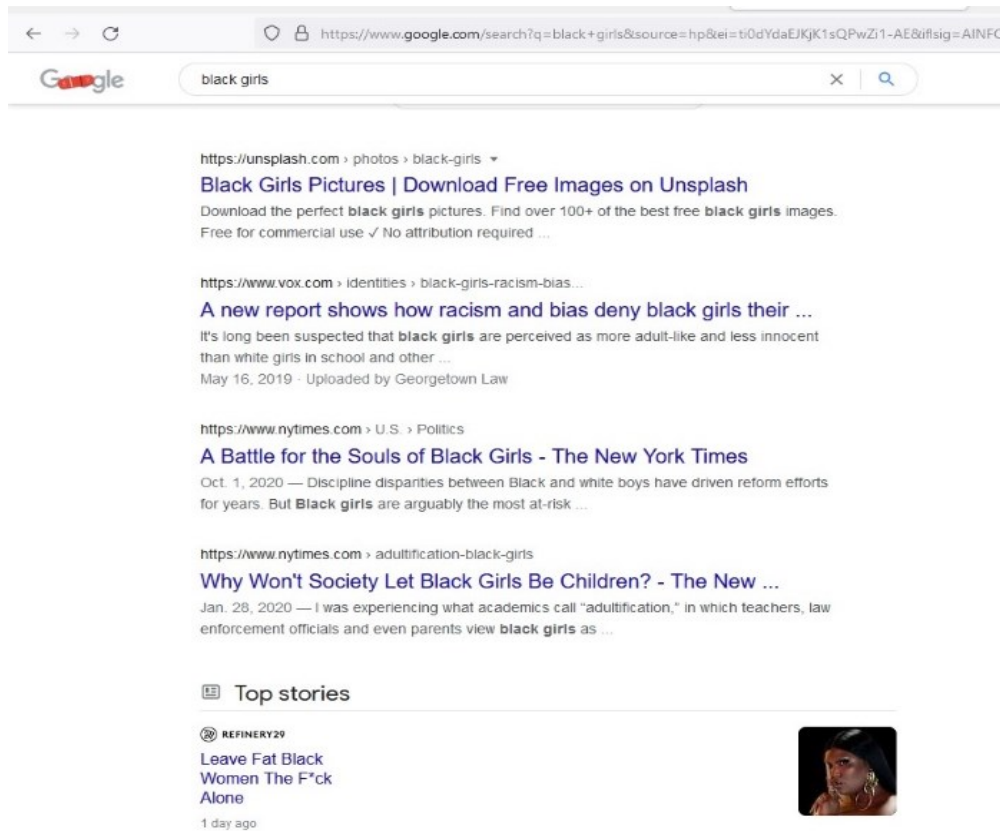 https://www.google.com/search?q=black+girls&source=hp&ei=ti0dYdaEJKjK1sQPwZi1-AE&iflsig=AINFC
Google
black girls
https://unsplash.com › photos › black-girls
Black Girls Pictures | Download Free Images on Unsplash
Download the perfect black girls pictures. Find over 100+ of the best free black girls images.
Free for commercial use ✓ No attribution required ...
https://www.vox.com › identities › black-girls-racism-bias...
A new report shows how racism and bias deny black girls their ...
It's long been suspected that black girls are perceived as more adult-like and less innocent
than white girls in school and other ...
May 16, 2019 · Uploaded by Georgetown Law
https://www.nytimes.com › U.S. › Politics
A Battle for the Souls of Black Girls - The New York Times
Oct. 1, 2020 — Discipline disparities between Black and white boys have driven reform efforts
for years. But Black girls are arguably the most at-risk ...
https://www.nytimes.com › adultification-black-girls
Why Won't Society Let Black Girls Be Children? - The New ...
Jan. 28, 2020 — I was experiencing what academics call "adultification," in which teachers, law
enforcement officials and even parents view black girls as ...
Top stories
REFINERY29
Leave Fat Black
Women The F*ck
Alone
1 day ago